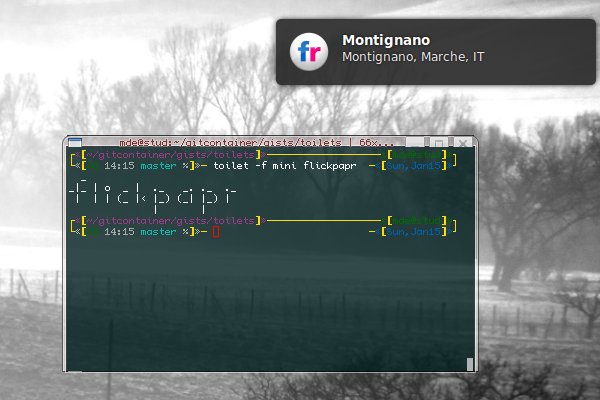 fr
Montignano
Montignano, Marche, IT
mde@stud:~/gitcontainer/gists/toilets | 66x...
[~/gitcontainer/gists/toilets] [mde@stud]
«[ 14:15 master %]»- toilet -f mini flickpapr -«[Sun,Jan15]
flickpapr
[~/gitcontainer/gists/toilets] [mde@stud]
«[ 14:15 master %]»- -«[Sun,Jan15]